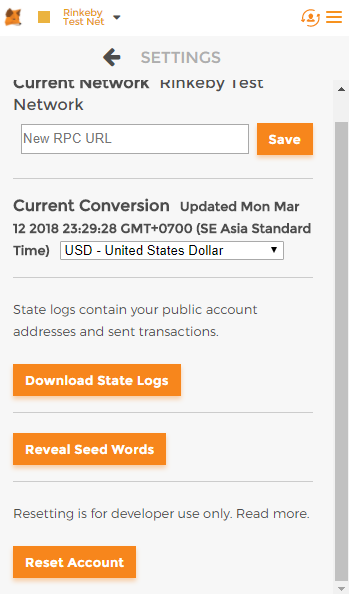 Rinkeby
Test Net
SETTINGS
Current Network Rinkeby Test
Network
New RPC URL
Save
Current Conversion Updated Mon Mar
12 2018 23:29:28 GMT+0700 (SE Asia Standard
Time) USD - United States Dollar
State logs contain your public account
addresses and sent transactions.
Download State Logs
Reveal Seed Words
Resetting is for developer use only. Read more.
Reset Account